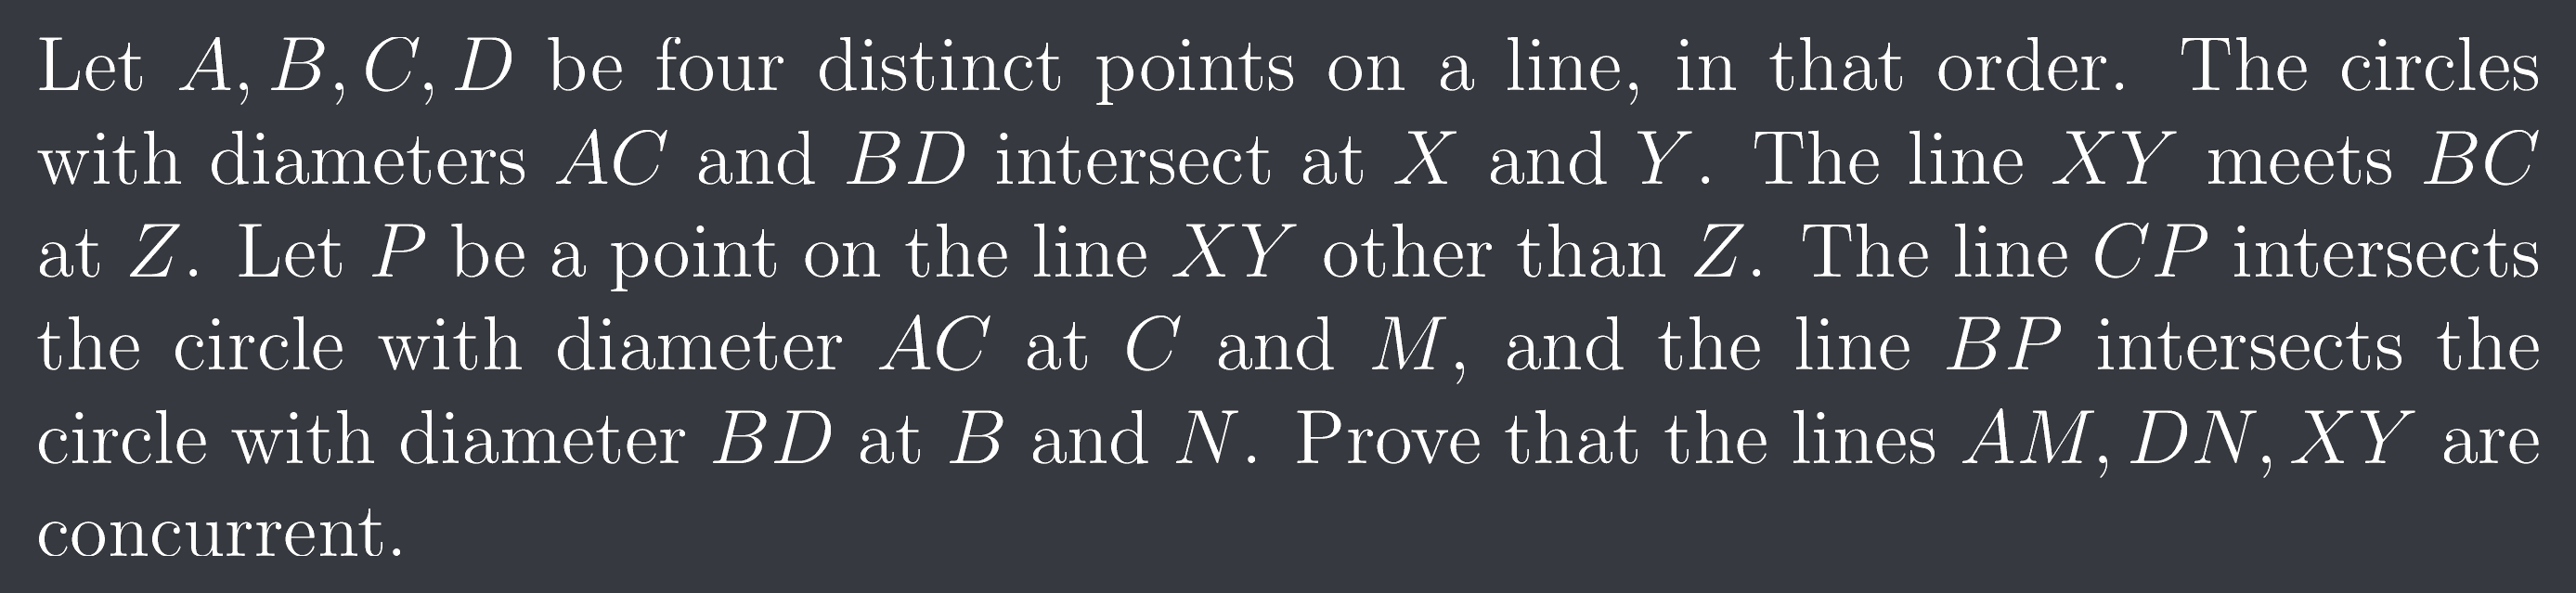 Let A, B, C, D be four distinct points on a line, in that order. The circles
with diameters AC and BD intersect at X and Y. The line XY meets BC
at Z. Let P be a point on the line XY other than Z. The line CP intersects
the circle with diameter AC at C and M, and the line BP intersects the
circle with diameter BD at B and N. Prove that the lines AM, DN, XY are
concurrent.